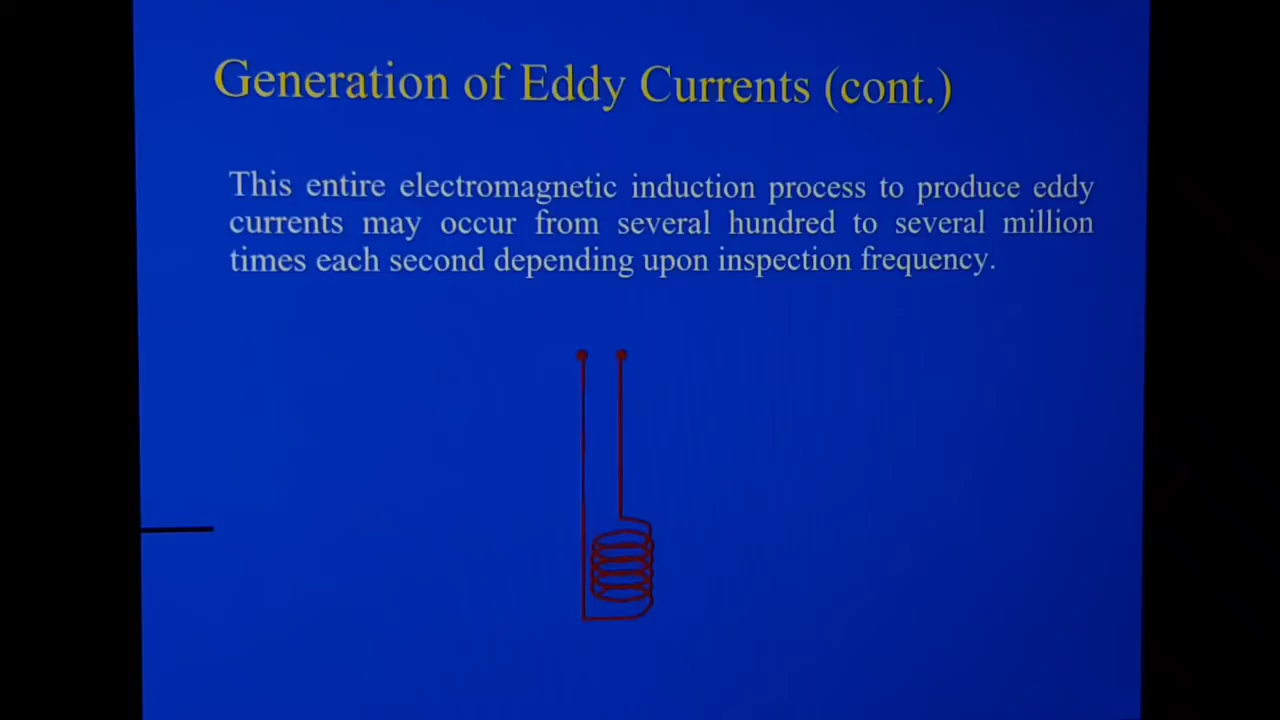 Generation of Eddy Currents (cont.)
This entire electromagnetic induction process to produce eddy
currents may occur from several hundred to several million
times each second depending upon inspection frequency.